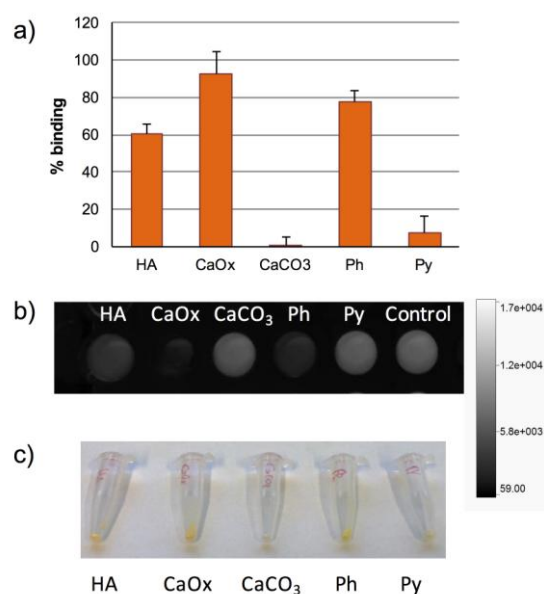 a)
% binding
120
100
80
60
40
20
0
HA CaOx CaCO3 Ph Py
b)
HA CaOx CaCO₃ Ph Py Control
1.7e+004
1.2e+004
5.8e+003
59.00
c)
HA CaOx CaCO₃ Ph Py